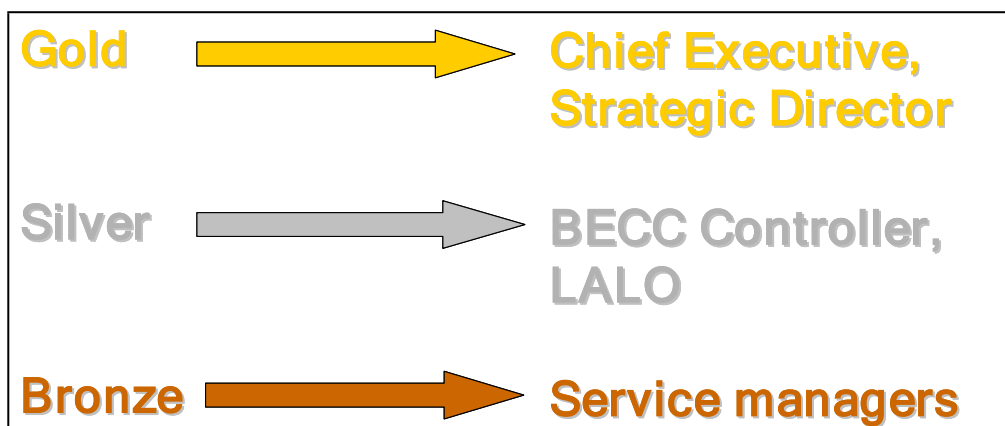 Gold
Chief Executive,
Strategic Director
Silver
BECC Controller,
LALO
Bronze
Service managers